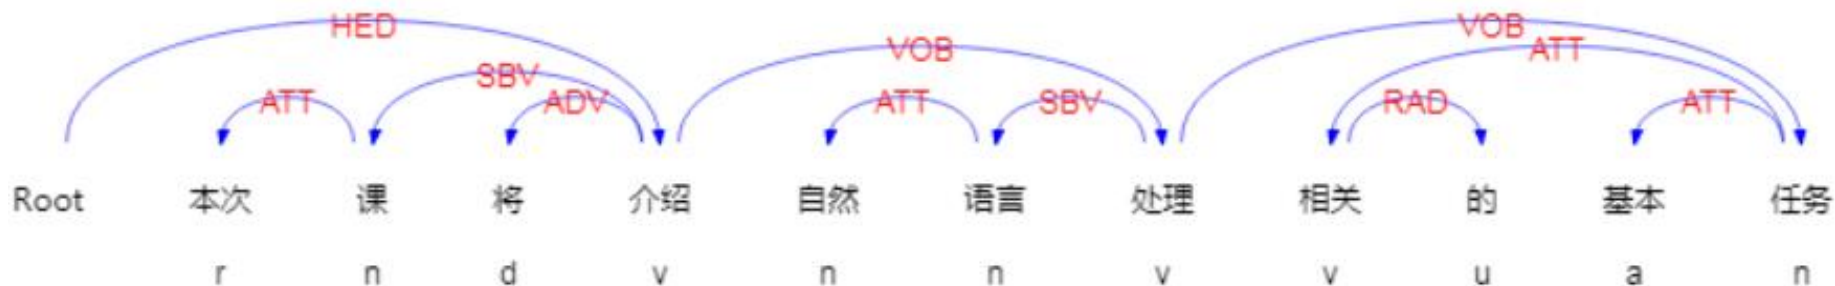 HED
VOB
VOB
ATT
SBV
ATT
ADV
ATT
SBV
RAD
ATT
Root 本次 课 将 介绍 自然 语言 处理 相关 的 基本 任务
r n d v n n v v u a n